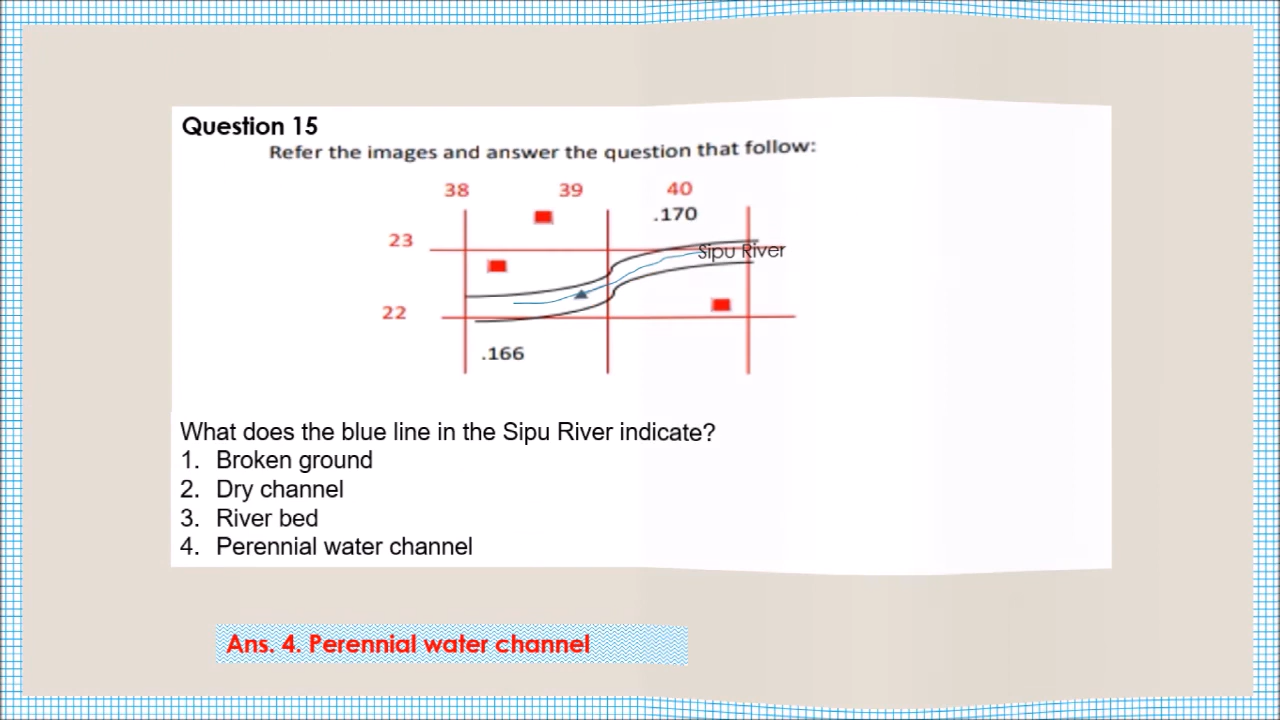 Question 15
Refer the images and answer the question that follow:
38 39 40
.170
23
Sipu River
22
.166
What does the blue line in the Sipu River indicate?
1. Broken ground
2. Dry channel
3. River bed
4. Perennial water channel
Ans. 4. Perennial water channel